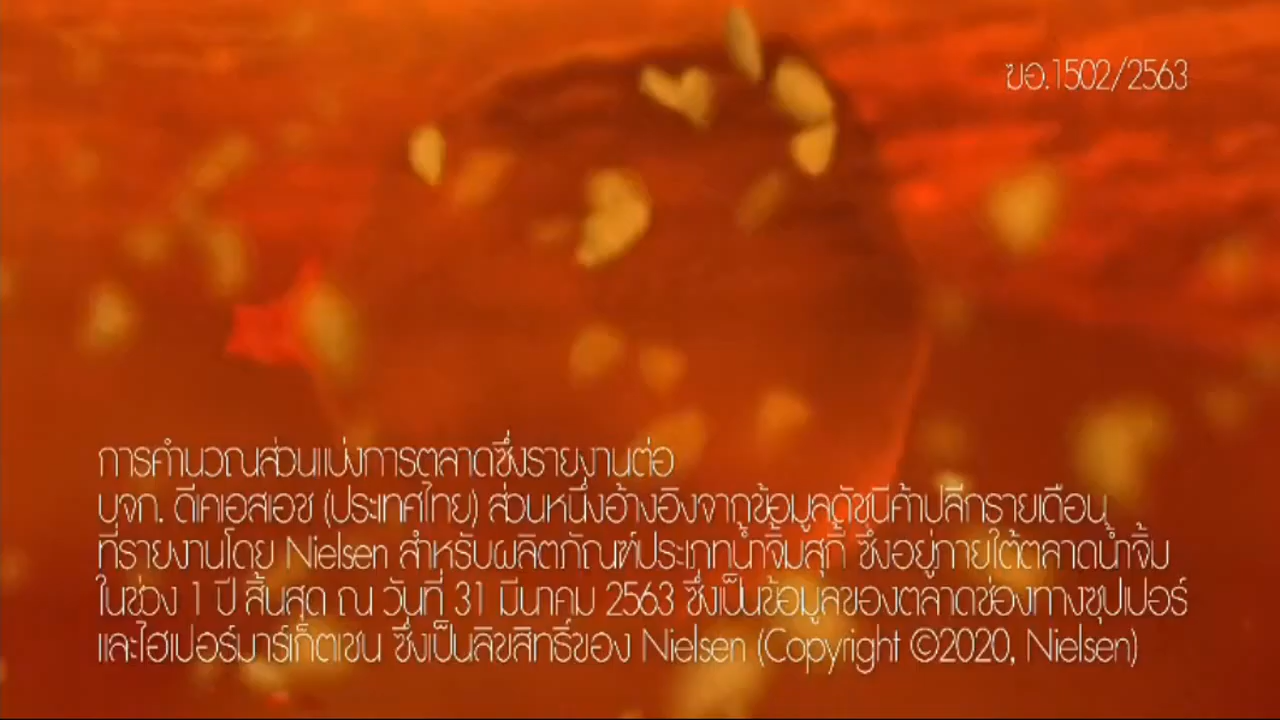 ฆอ.1502/2563
การคำนวณส่วนแบ่งการตลาดซึ่งรายงานต่อ
บจก. ดีเคเอสเอช (ประเทศไทย) ส่วนหนึ่งอ้างอิงจากข้อมูลดัชนีค้าปลีกรายเดือน
ที่รายงานโดย Nielsen สำหรับผลิตภัณฑ์ประเภทน้ำจิ้มสุกี้ ซึ่งอยู่ภายใต้ตลาดน้ำจิ้ม
ในช่วง 1 ปี สิ้นสุด ณ วันที่ 31 มีนาคม 2563 ซึ่งเป็นข้อมูลของตลาดช่องทางซุปเปอร์
และไฮเปอร์มาร์เก็ตเชน ซึ่งเป็นลิขสิทธิ์ของ Nielsen (Copyright ©2020, Nielsen)